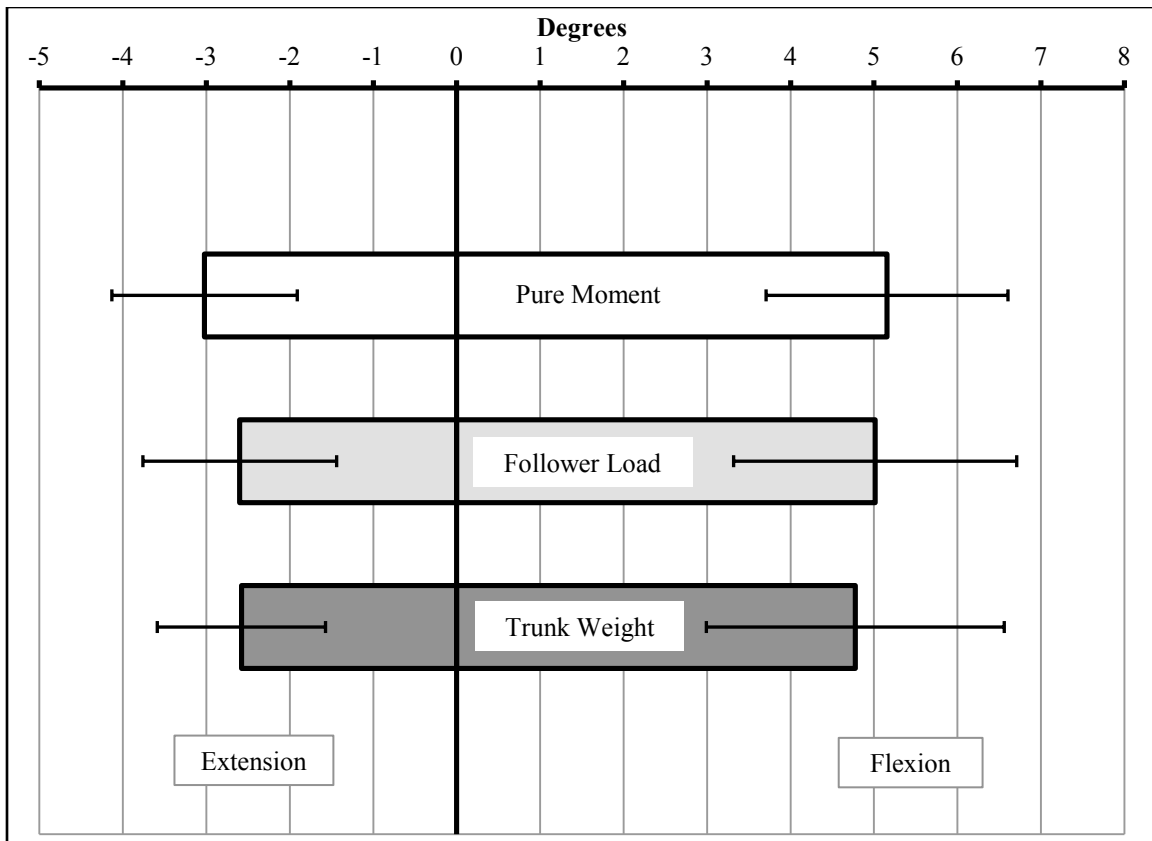 Degrees
-5 -4 -3 -2 -1 0 1 2 3 4 5 6 7 8
Pure Moment
Follower Load
Trunk Weight
Extension
Flexion